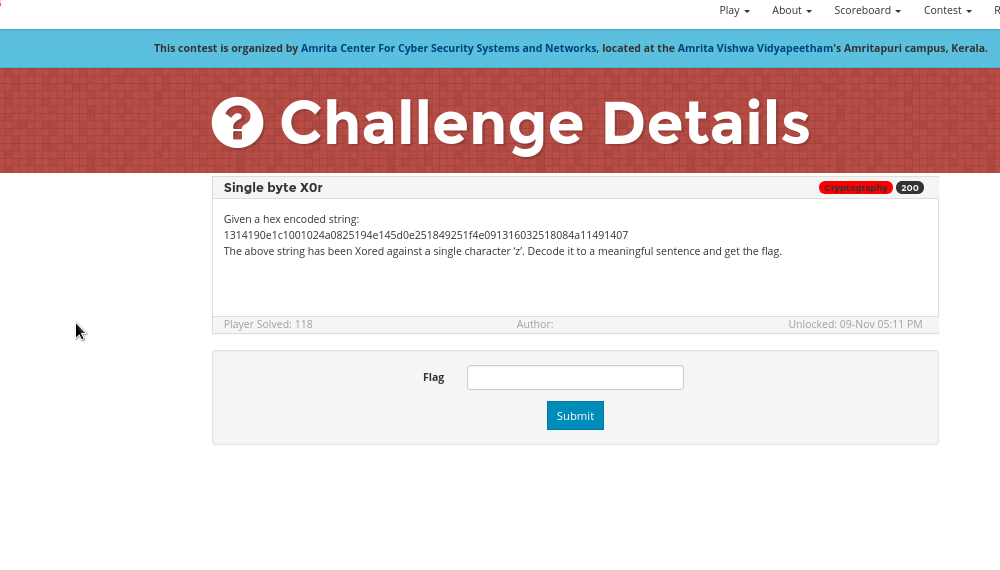 Play About Scoreboard Contest R
This contest is organized by Amrita Center For Cyber Security Systems and Networks, located at the Amrita Vishwa Vidyapeetham's Amritapuri campus, Kerala.
Challenge Details
Single byte X0r Cryptography 200
Given a hex encoded string:
1314190e1c1001024a0825194e145d0e251849251f4e091316032518084a11491407
The above string has been Xored against a single character ‘z’. Decode it to a meaningful sentence and get the flag.
Player Solved: 118 Author: Unlocked: 09-Nov 05:11 PM
Flag
Submit